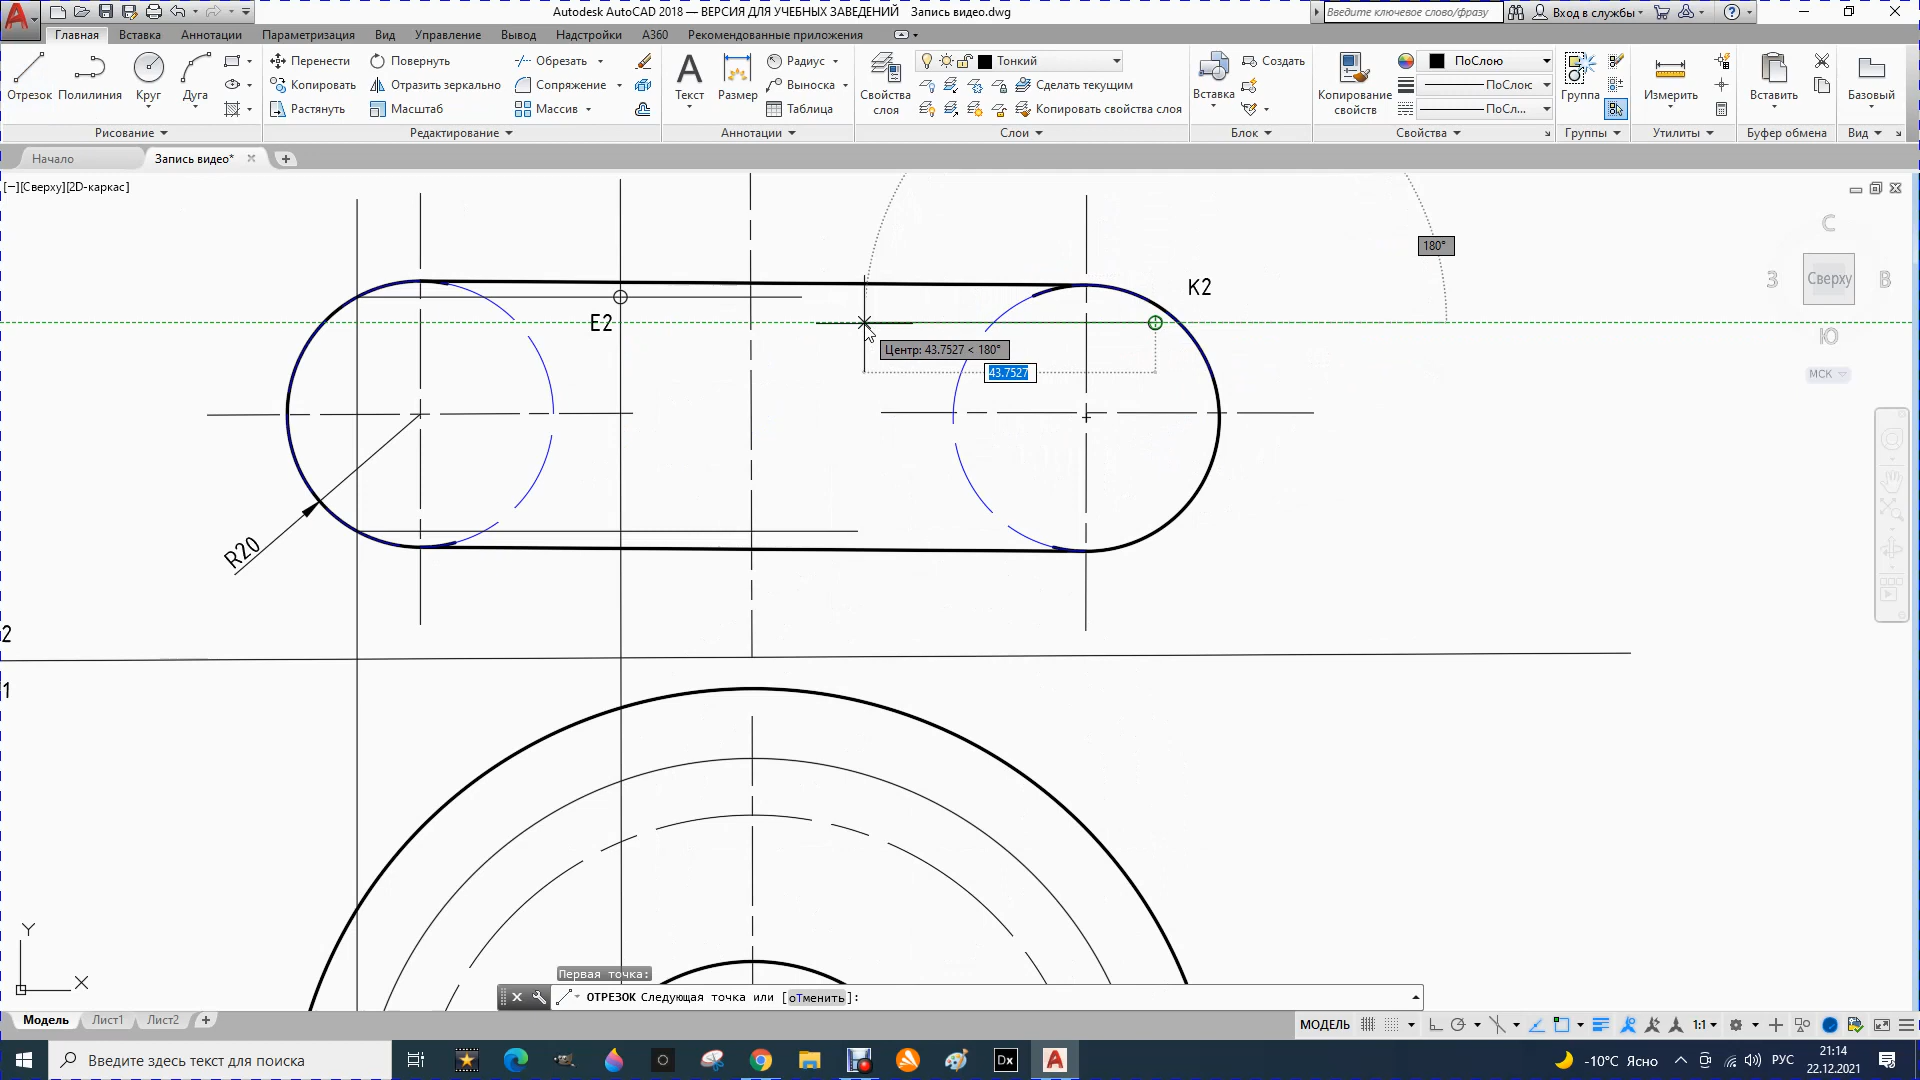 Autodesk AutoCAD 2018 — ВЕРСИЯ ДЛЯ УЧЕБНЫХ ЗАВЕДЕНИЙ Запись видео.dwg
Введите ключевое слово/фразу
Вход в службы
Главная Вставка Аннотации Параметризация Вид Управление Вывод Надстройки A360 Рекомендованные приложения
Отрезок Полилиния Круг Дуга
Рисование
Перенести Повернуть Обрезать
Копировать Отразить зеркально Сопряжение
Растянуть Масштаб Массив
Редактирование
Текст Размер
Радиус
Выноска
Таблица
Аннотации
Свойства слоя
Тонкий
Сделать текущим
Копировать свойства слоя
Слои
Вставка
Создать
Блок
Копирование свойств
ПоСлою
ПоСлою
ПоСл...
Свойства
Группа
Группы
Измерить
Утилиты
Вставить
Буфер обмена
Базовый
Вид
Начало Запись видео*
[−][Сверху][2D-каркас]
С
З Сверху В
Ю
МСК
180°
K2
E2
Центр: 43.7527 < 180°
43.7527
R20
2
1
Y
X
Первая точка:
ОТРЕЗОК Следующая точка или [оТменить]:
Модель Лист1 Лист2
МОДЕЛЬ 1:1
Введите здесь текст для поиска
Dx
-10°C Ясно
РУС
21:14
22.12.2021